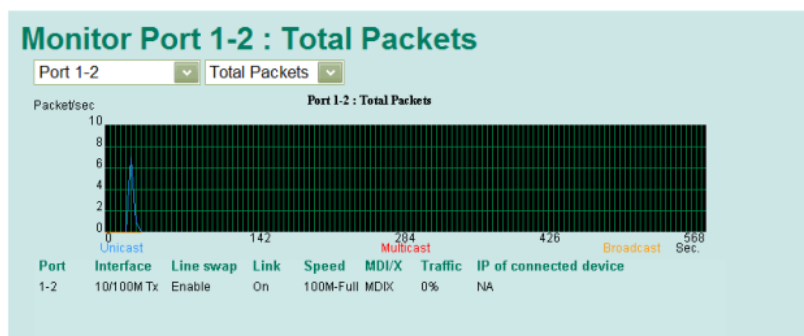 Monitor Port 1-2 : Total Packets
Port 1-2 Total Packets
Packet/sec Port 1-2 : Total Packets
10
8
6
4
2
0
0 142 284 426 568
Unicast Multicast Broadcast Sec.
Port Interface Line swap Link Speed MDI/X Traffic IP of connected device
1-2 10/100M Tx Enable On 100M-Full MDIX 0% NA